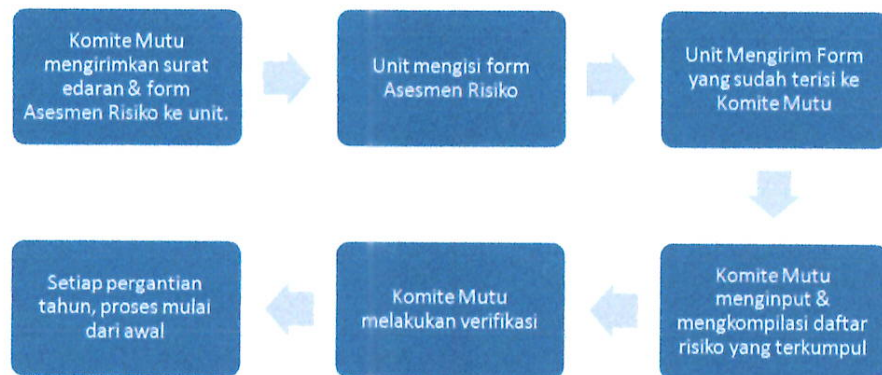 Komite Mutu
mengirimkan surat
edaran & form
Asesmen Risiko ke unit.
Unit mengisi form
Asesmen Risiko
Unit Mengirim Form
yang sudah terisi ke
Komite Mutu
Komite Mutu
menginput &
mengkompilasi daftar
risiko yang terkumpul
Komite Mutu
melakukan verifikasi
Setiap pergantian
tahun, proses mulai
dari awal